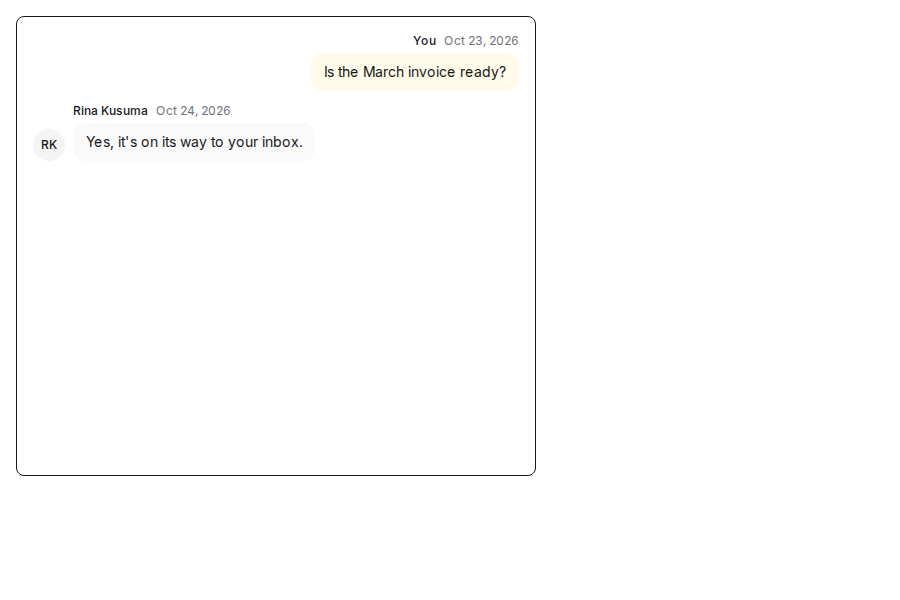 You Oct 23, 2026
Is the March invoice ready?
Rina Kusuma Oct 24, 2026
RK
Yes, it's on its way to your inbox.